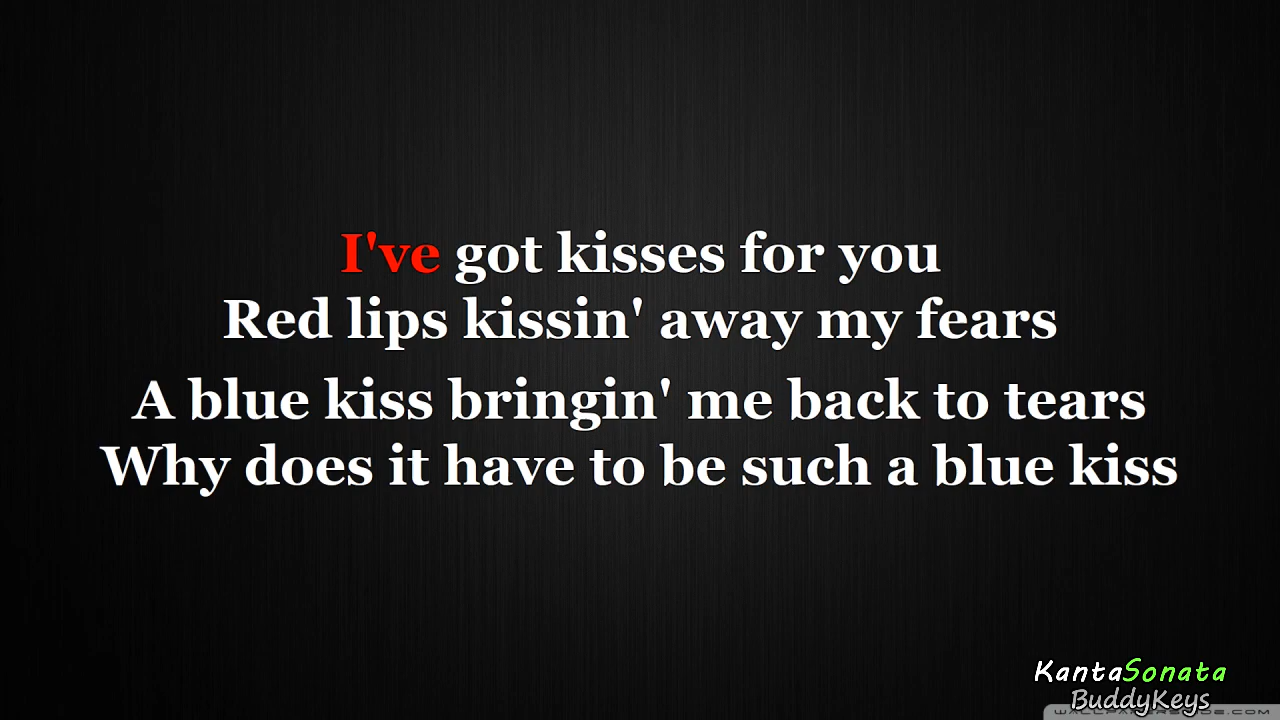 I've got kisses for you
Red lips kissin' away my fears
A blue kiss bringin' me back to tears
Why does it have to be such a blue kiss
KantaSonata
BuddyKeys